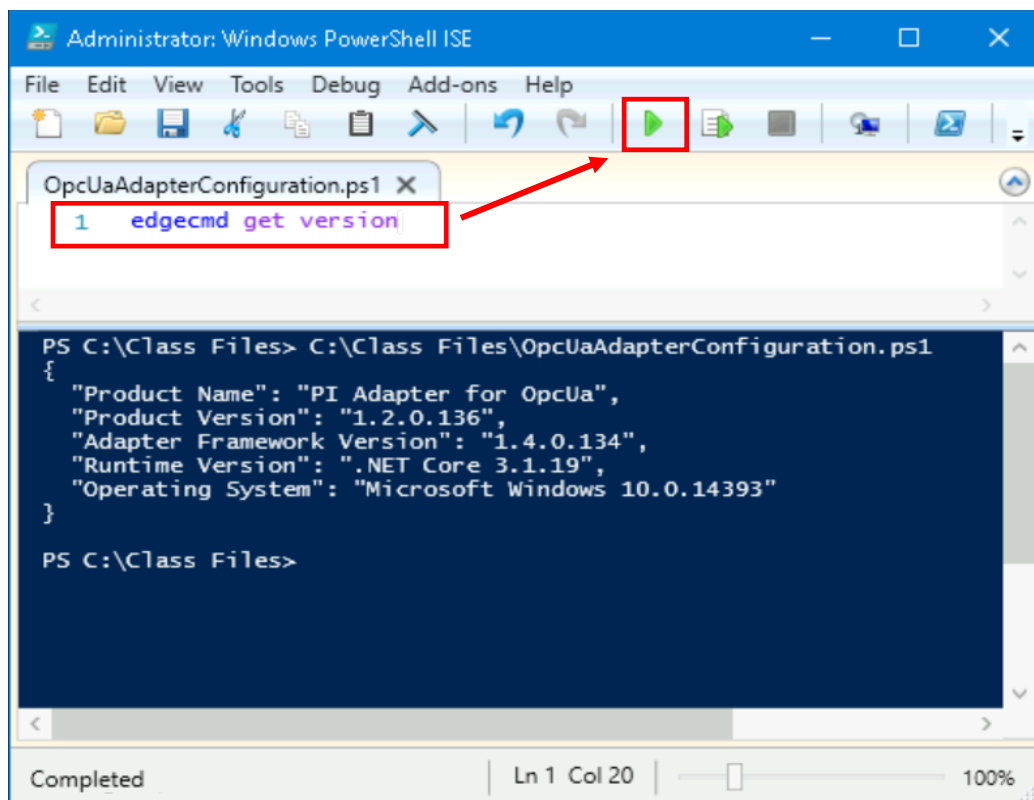 Administrator: Windows PowerShell ISE
File Edit View Tools Debug Add-ons Help
OpcUaAdapterConfiguration.ps1
1 edgecmd get version
PS C:\Class Files> C:\Class Files\OpcUaAdapterConfiguration.ps1
{
"Product Name": "PI Adapter for OpcUa",
"Product Version": "1.2.0.136",
"Adapter Framework Version": "1.4.0.134",
"Runtime Version": ".NET Core 3.1.19",
"Operating System": "Microsoft Windows 10.0.14393"
}
PS C:\Class Files>
Completed Ln 1 Col 20 100%